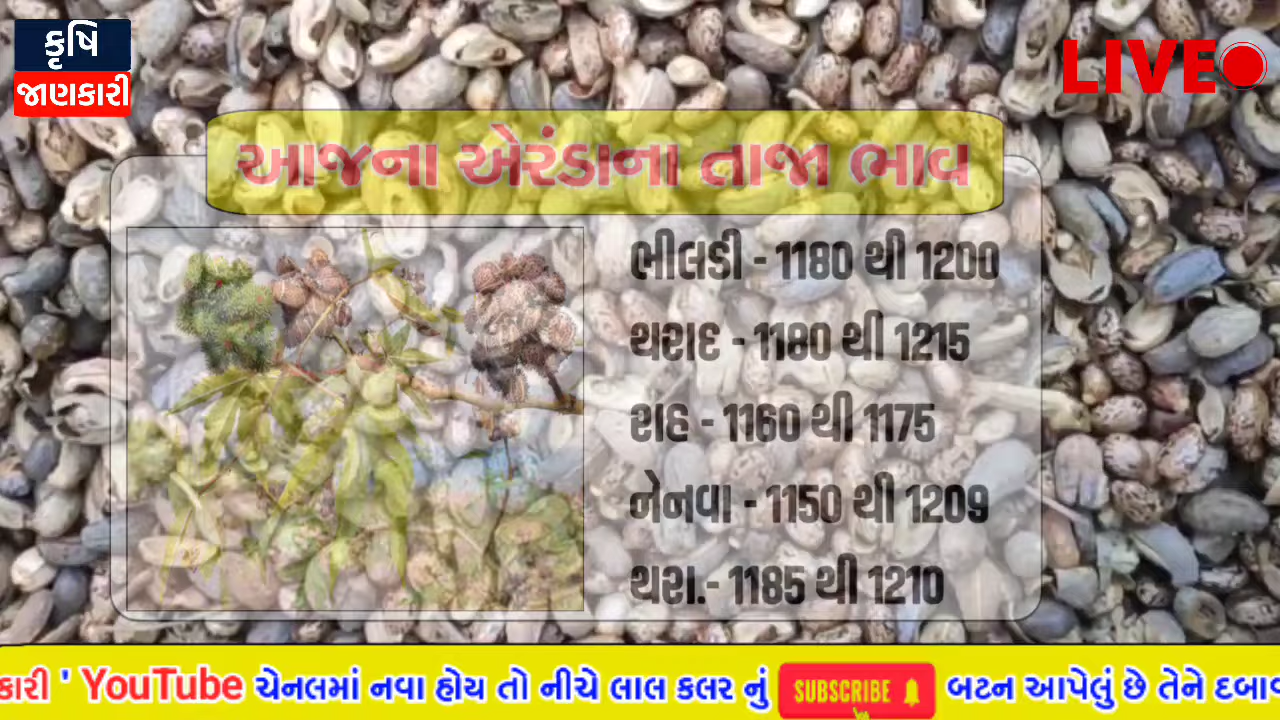 કૃષિ
જાણકારી
LIVE
આજના એરંડાના તાજા ભાવ
ભીલડી - 1180 થી 1200
થરાદ - 1180 થી 1215
રાહ - 1160 થી 1175
નેનવા - 1150 થી 1209
થરા.- 1185 થી 1210
કારી ' YouTube ચેનલમાં નવા હોય તો નીચે લાલ કલર નું SUBSCRIBE બટન આપેલું છે તેને દબાવ